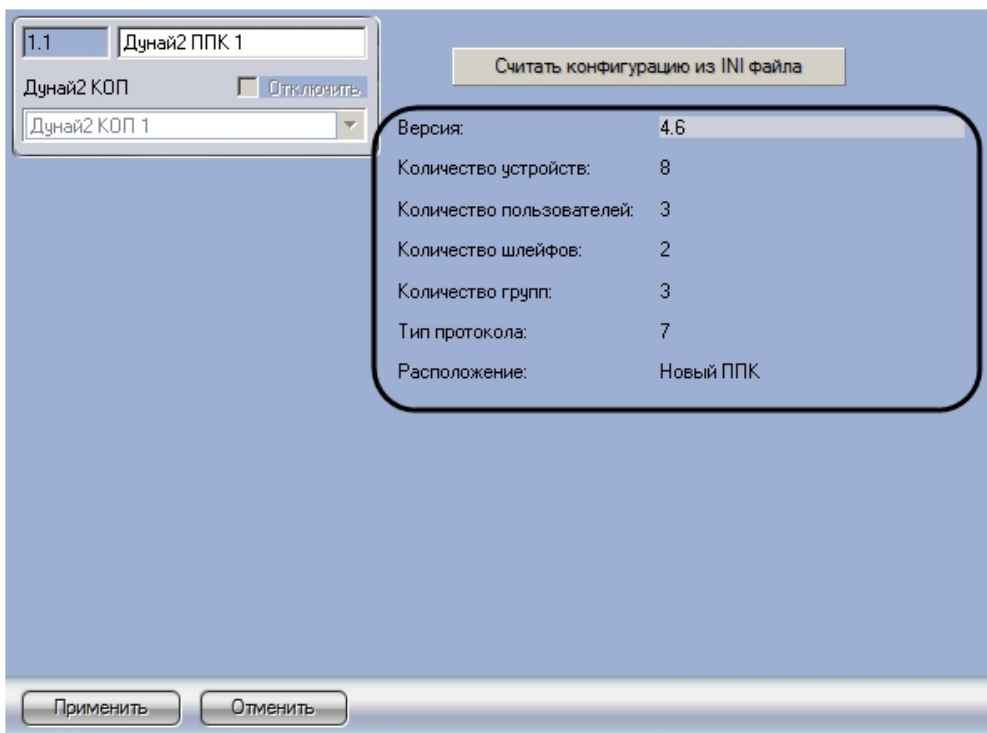 1.1 Дунай2 ППК 1
Дунай2 КОП Отключить
Дунай2 КОП 1
Считать конфигурацию из INI файла
Версия: 4.6
Количество устройств: 8
Количество пользователей: 3
Количество шлейфов: 2
Количество групп: 3
Тип протокола: 7
Расположение: Новый ППК
Применить Отменить